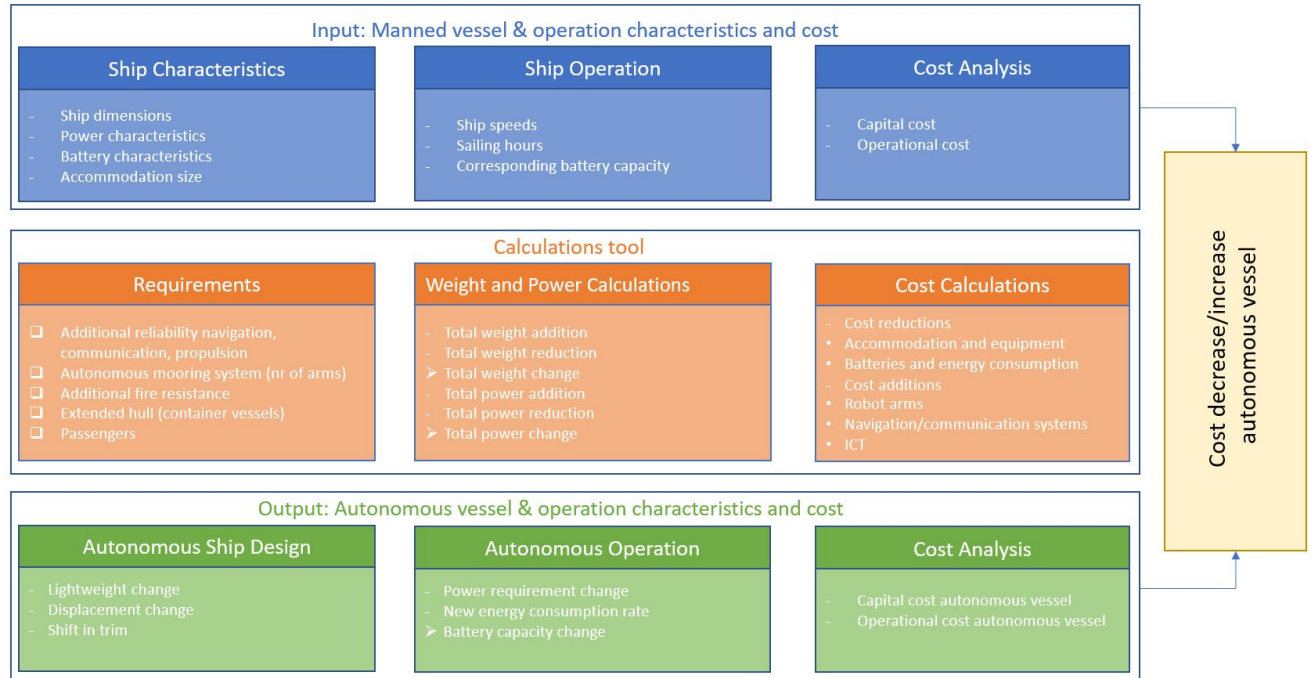 Input: Manned vessel & operation characteristics and cost
Ship Characteristics
- Ship dimensions
- Power characteristics
- Battery characteristics
- Accommodation size
Ship Operation
- Ship speeds
- Sailing hours
- Corresponding battery capacity
Cost Analysis
- Capital cost
- Operational cost
Calculations tool
Requirements
❑ Additional reliability navigation,
communication, propulsion
❑ Autonomous mooring system (nr of arms)
❑ Additional fire resistance
❑ Extended hull (container vessels)
❑ Passengers
Weight and Power Calculations
- Total weight addition
- Total weight reduction
➢ Total weight change
- Total power addition
- Total power reduction
➢ Total power change
Cost Calculations
- Cost reductions
• Accommodation and equipment
• Batteries and energy consumption
- Cost additions
• Robot arms
• Navigation/communication systems
• ICT
Output: Autonomous vessel & operation characteristics and cost
Autonomous Ship Design
- Lightweight change
- Displacement change
- Shift in trim
Autonomous Operation
- Power requirement change
- New energy consumption rate
➢ Battery capacity change
Cost Analysis
- Capital cost autonomous vessel
- Operational cost autonomous vessel
Cost decrease/increase
autonomous vessel